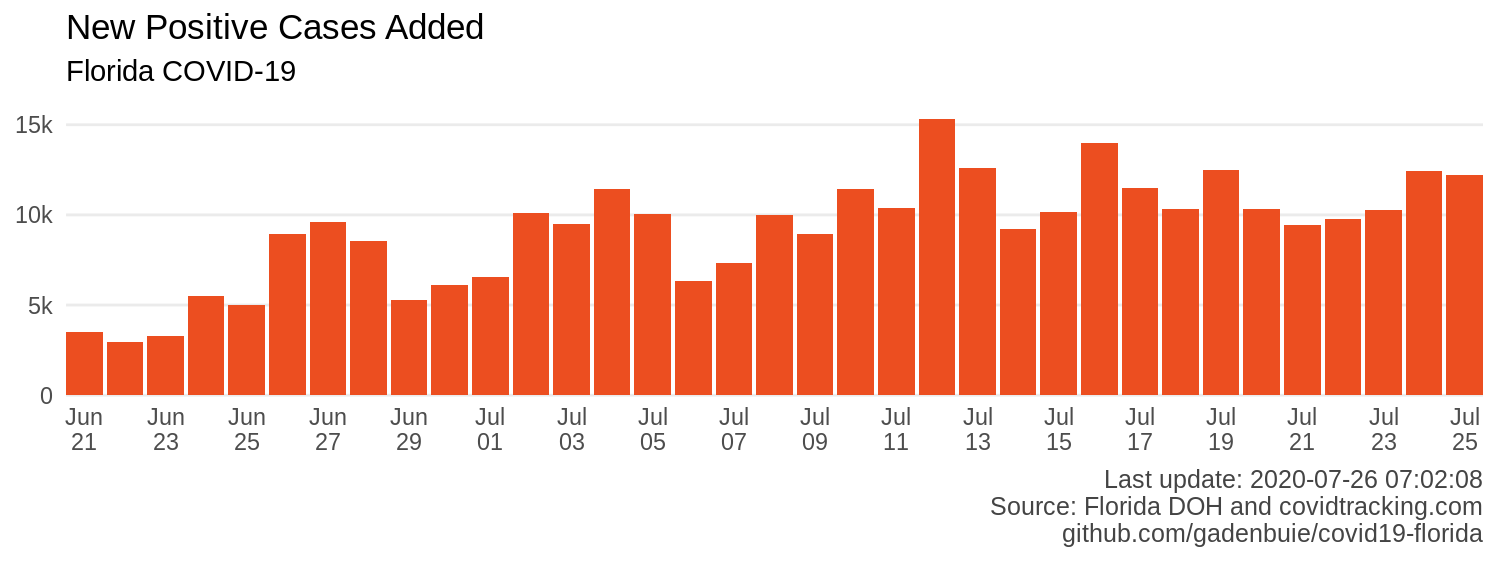 New Positive Cases Added
Florida COVID-19
15k
10k
5k
0
Jun Jun Jun Jun Jun Jul Jul Jul Jul Jul Jul Jul Jul Jul Jul Jul Jul Jul
21 23 25 27 29 01 03 05 07 09 11 13 15 17 19 21 23 25
Last update: 2020-07-26 07:02:08
Source: Florida DOH and covidtracking.com
github.com/gadenbuie/covid19-florida